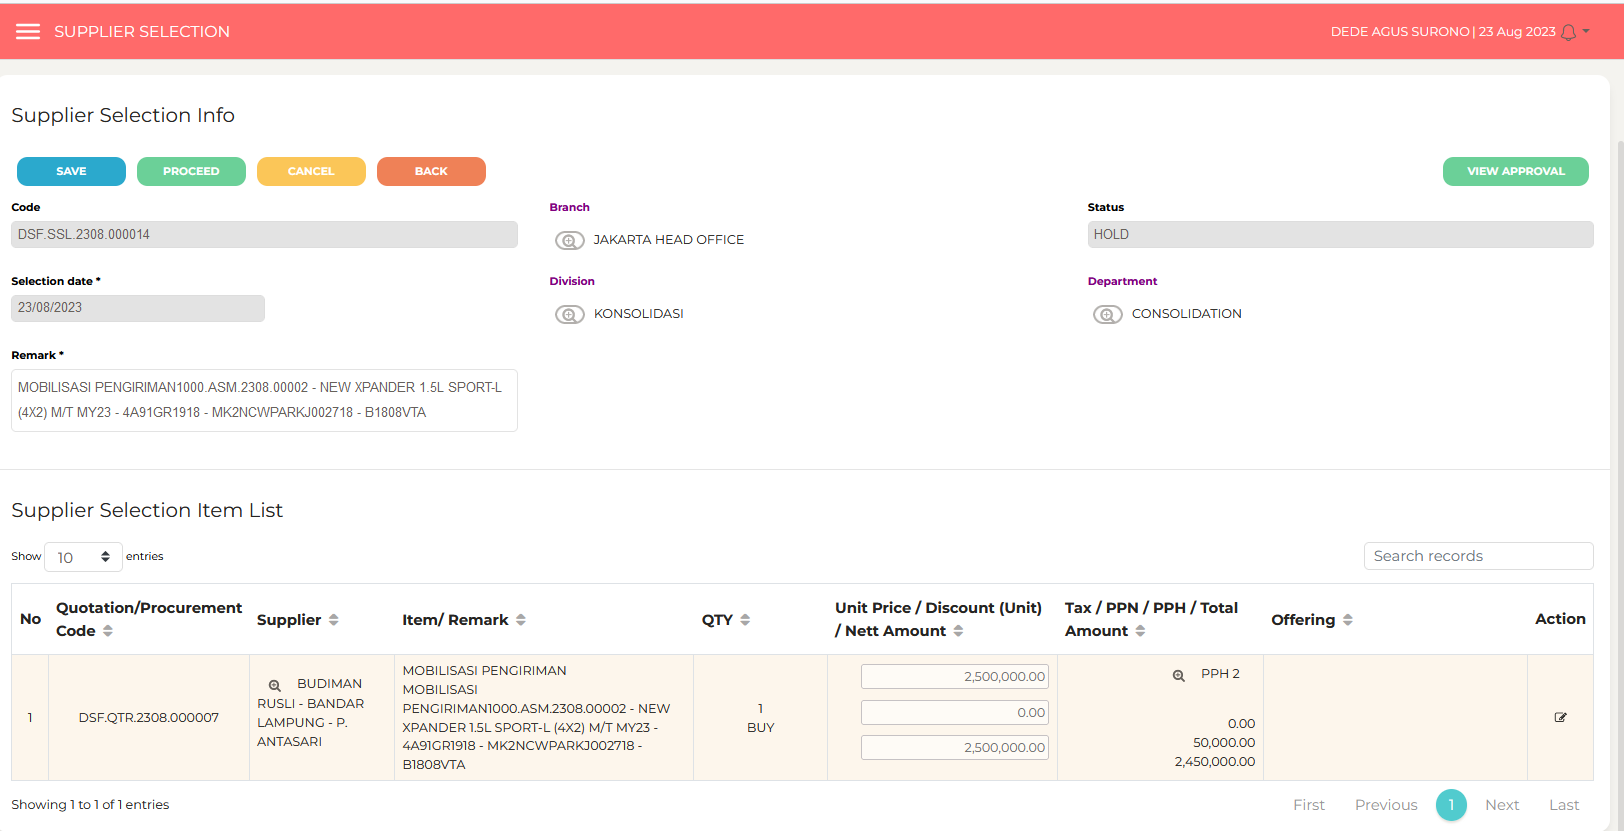 SUPPLIER SELECTION
DEDE AGUS SURONO | 23 Aug 2023
Supplier Selection Info
SAVE
PROCEED
CANCEL
BACK
VIEW APPROVAL
Code
Branch
Status
DSF.SSL.2308.000014
JAKARTA HEAD OFFICE
HOLD
Selection date *
Division
Department
23/08/2023
KONSOLIDASI
CONSOLIDATION
Remark *
MOBILISASI PENGIRIMAN1000.ASM.2308.00002 - NEW XPANDER 1.5L SPORT-L
(4X2) M/T MY23 - 4A91GR1918 - MK2NCWPARKJ002718 - B1808VTA
Supplier Selection Item List
Show 10 entries
Search records
No
Quotation/Procurement
Code
Supplier
Item/ Remark
QTY
Unit Price / Discount (Unit)
/ Nett Amount
Tax / PPN / PPH / Total
Amount
Offering
Action
1
DSF.QTR.2308.000007
BUDIMAN
RUSLI - BANDAR
LAMPUNG - P.
ANTASARI
MOBILISASI PENGIRIMAN
MOBILISASI
PENGIRIMAN1000.ASM.2308.00002 - NEW
XPANDER 1.5L SPORT-L (4X2) M/T MY23 -
4A91GR1918 - MK2NCWPARKJ002718 -
B1808VTA
1
BUY
2,500,000.00
0.00
2,500,000.00
PPH 2
0.00
50,000.00
2,450,000.00
Showing 1 to 1 of 1 entries
First
Previous
1
Next
Last